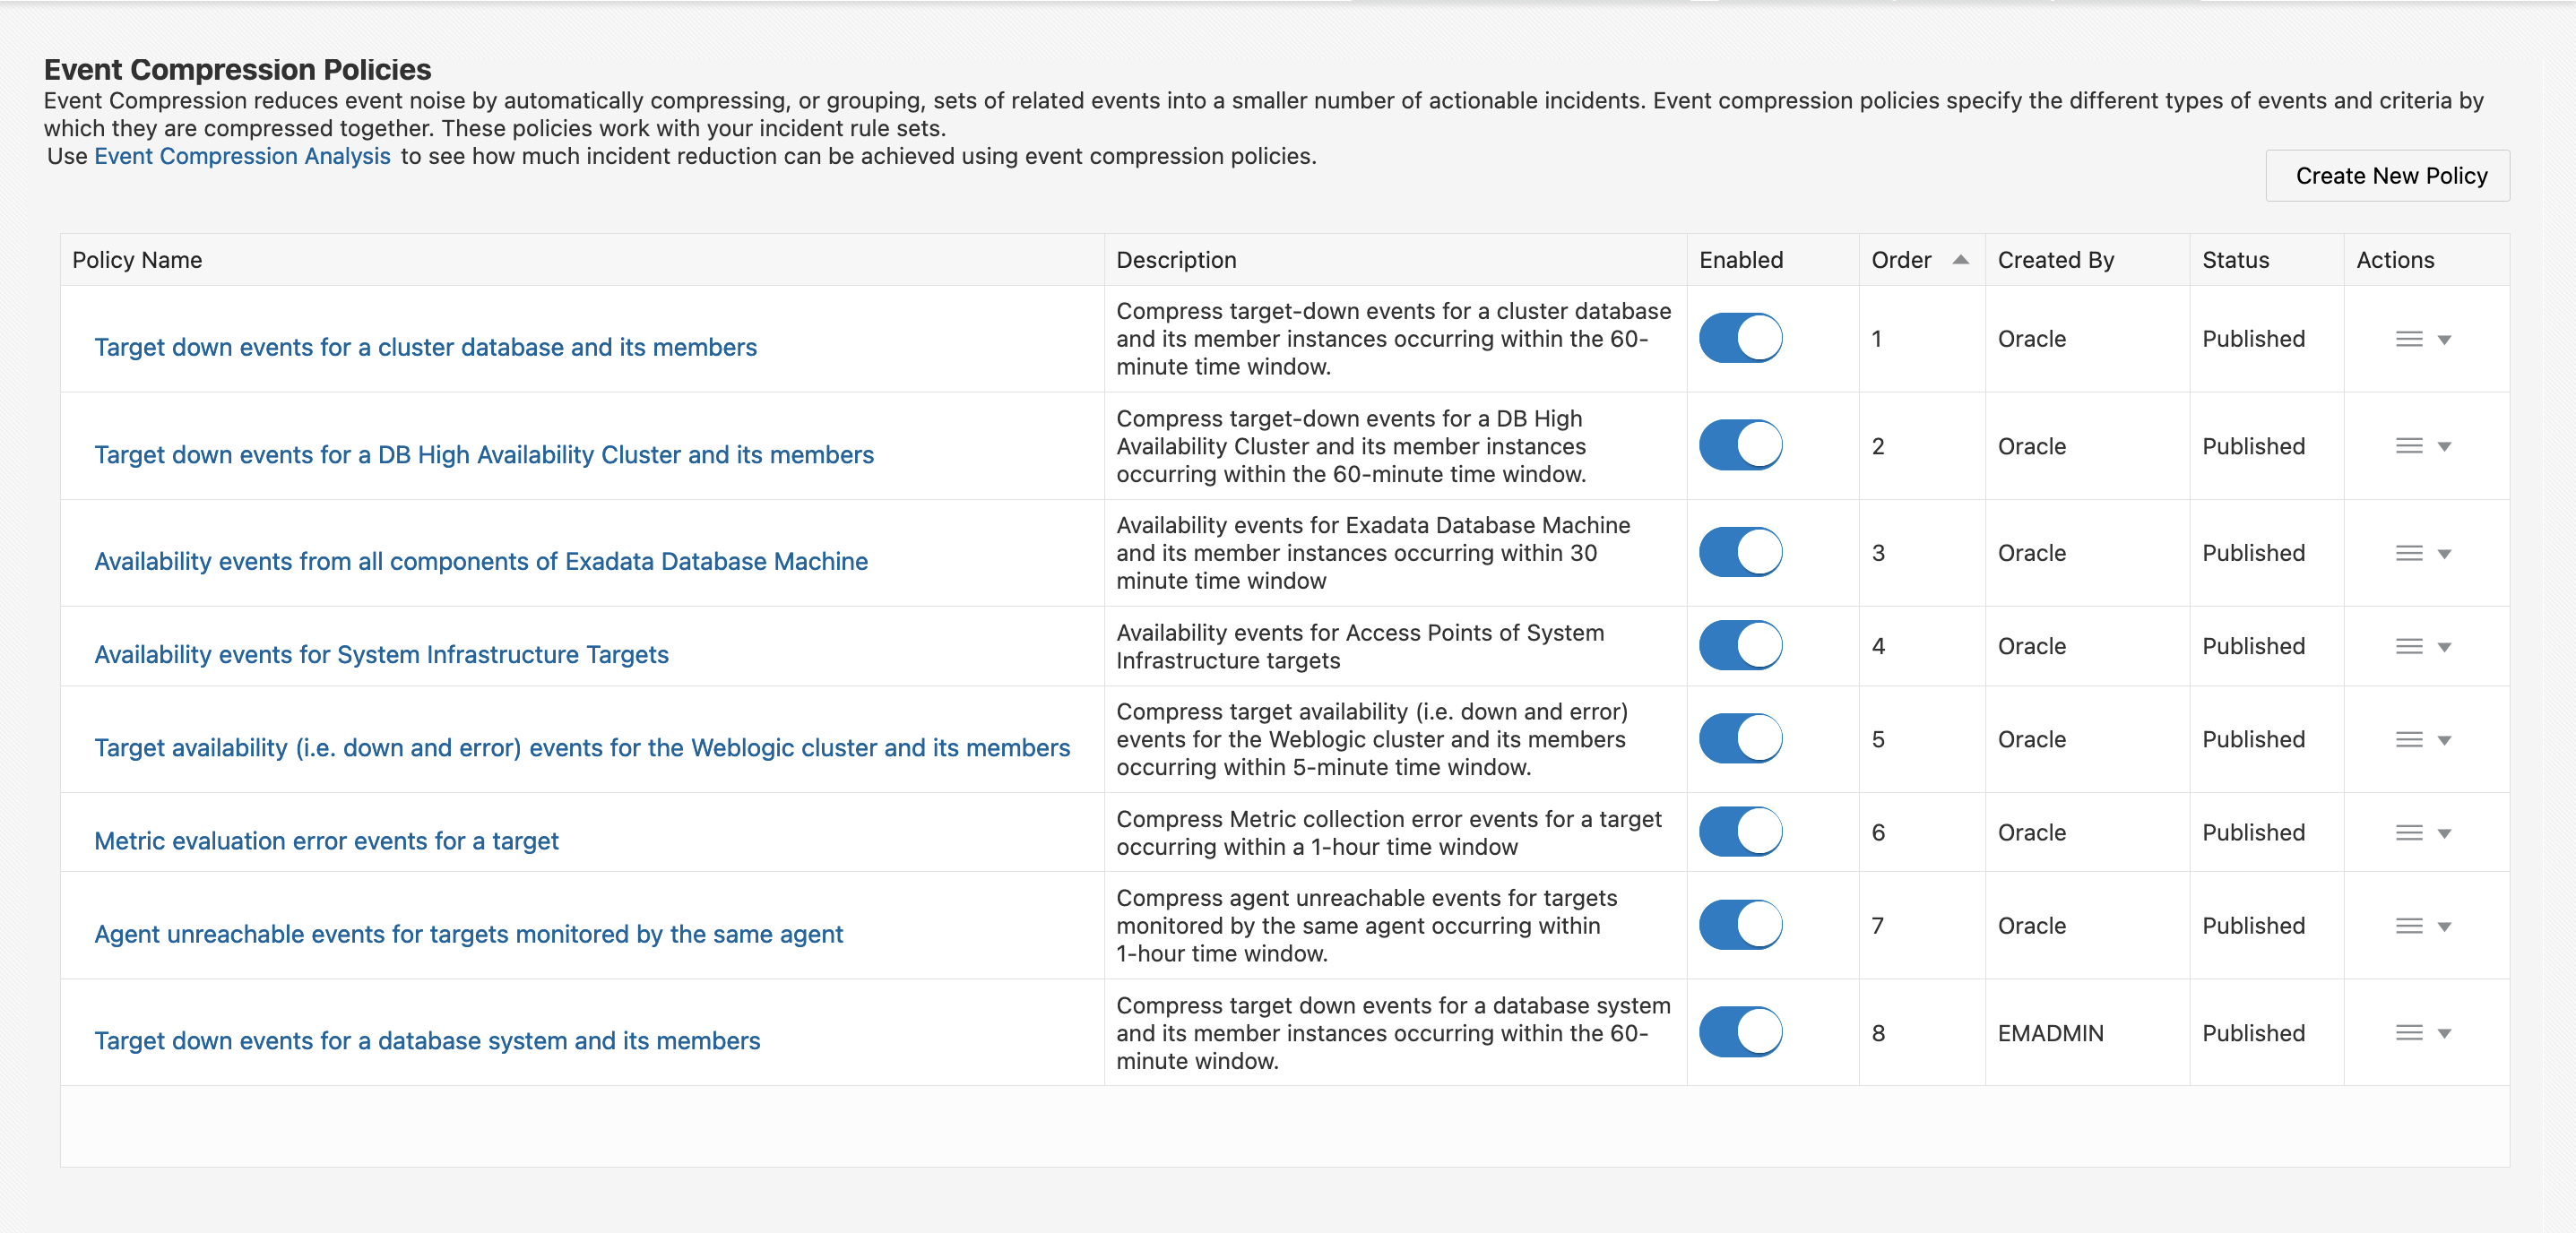 Event Compression Policies
Event Compression reduces event noise by automatically compressing, or grouping, sets of related events into a smaller number of actionable incidents. Event compression policies specify the different types of events and criteria by
which they are compressed together. These policies work with your incident rule sets.
Use Event Compression Analysis to see how much incident reduction can be achieved using event compression policies.
Create New Policy
Policy Name Description Enabled Order Created By Status Actions
Target down events for a cluster database and its members
Compress target-down events for a cluster database
and its member instances occurring within the 60-
minute time window.
1 Oracle Published
Target down events for a DB High Availability Cluster and its members
Compress target-down events for a DB High
Availability Cluster and its member instances
occurring within the 60-minute time window.
2 Oracle Published
Availability events from all components of Exadata Database Machine
Availability events for Exadata Database Machine
and its member instances occurring within 30
minute time window
3 Oracle Published
Availability events for System Infrastructure Targets
Availability events for Access Points of System
Infrastructure targets
4 Oracle Published
Target availability (i.e. down and error) events for the Weblogic cluster and its members
Compress target availability (i.e. down and error)
events for the Weblogic cluster and its members
occurring within 5-minute time window.
5 Oracle Published
Metric evaluation error events for a target
Compress Metric collection error events for a target
occurring within a 1-hour time window
6 Oracle Published
Agent unreachable events for targets monitored by the same agent
Compress agent unreachable events for targets
monitored by the same agent occurring within
1-hour time window.
7 Oracle Published
Target down events for a database system and its members
Compress target down events for a database system
and its member instances occurring within the 60-
minute window.
8 EMADMIN Published